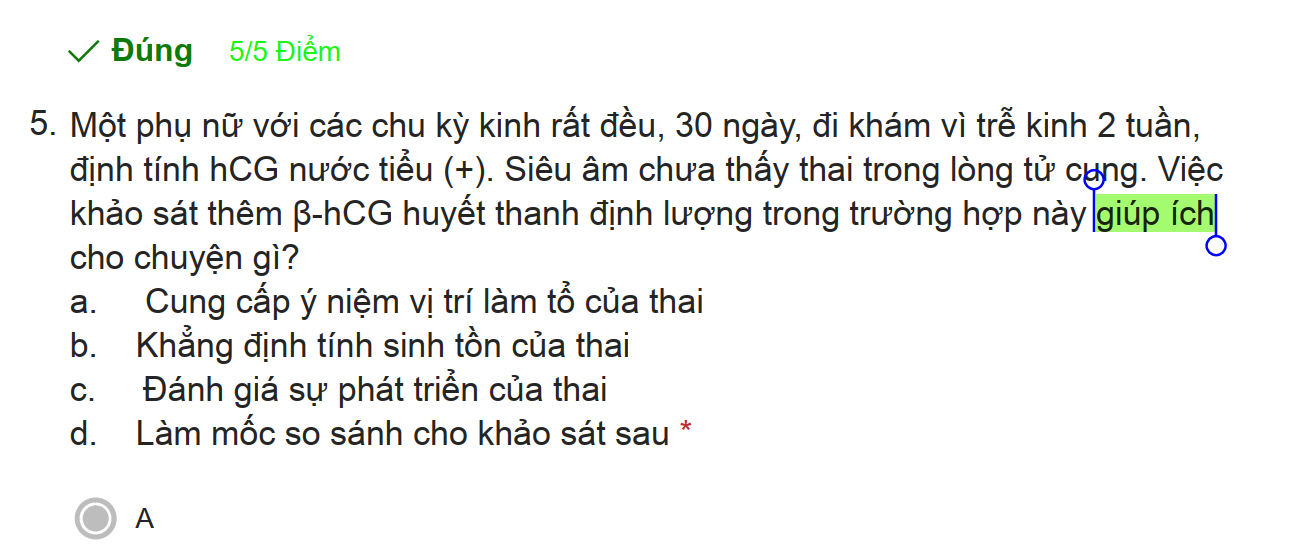 Đúng 5/5 Điểm
5. Một phụ nữ với các chu kỳ kinh rất đều, 30 ngày, đi khám vì trễ kinh 2 tuần,
định tính hCG nước tiểu (+). Siêu âm chưa thấy thai trong lòng tử cung. Việc
khảo sát thêm β-hCG huyết thanh định lượng trong trường hợp này giúp ích
cho chuyện gì?
a. Cung cấp ý niệm vị trí làm tổ của thai
b. Khẳng định tính sinh tồn của thai
c. Đánh giá sự phát triển của thai
d. Làm mốc so sánh cho khảo sát sau *
A